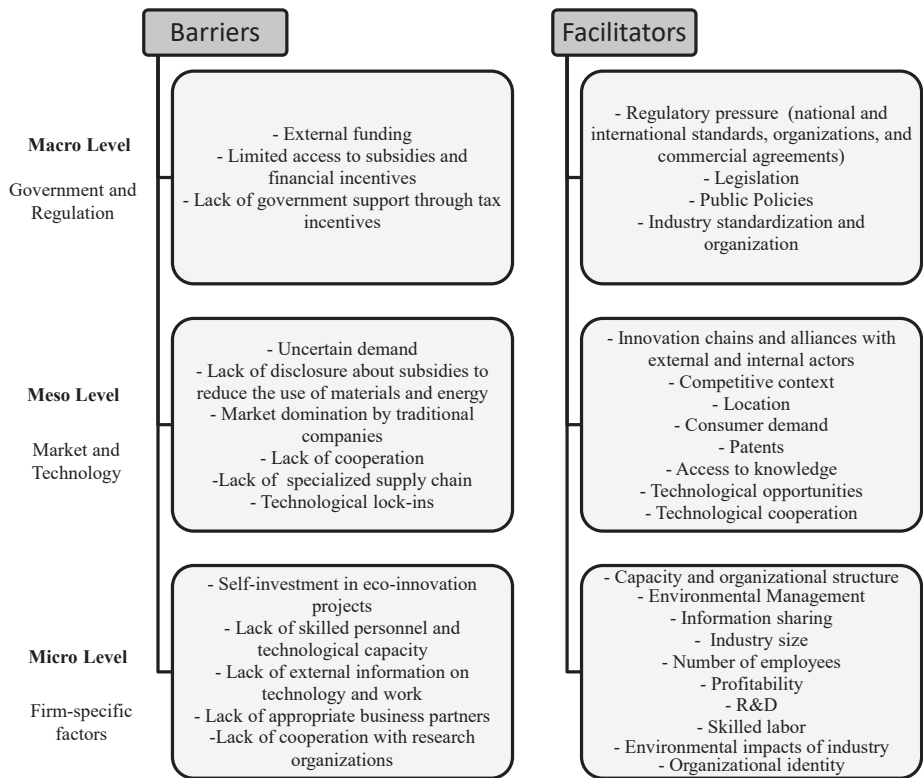 Barriers
Facilitators
Macro Level
Government and
Regulation
- External funding
- Limited access to subsidies and
financial incentives
- Lack of government support through tax
incentives
- Regulatory pressure (national and
international standards, organizations, and
commercial agreements)
- Legislation
- Public Policies
- Industry standardization and
organization
Meso Level
Market and
Technology
- Uncertain demand
- Lack of disclosure about subsidies to
reduce the use of materials and energy
- Market domination by traditional
companies
- Lack of cooperation
-Lack of specialized supply chain
- Technological lock-ins
- Innovation chains and alliances with
external and internal actors
- Competitive context
- Location
- Consumer demand
- Patents
- Access to knowledge
- Technological opportunities
- Technological cooperation
Micro Level
Firm-specific
factors
- Self-investment in eco-innovation
projects
- Lack of skilled personnel and
technological capacity
- Lack of external information on
technology and work
- Lack of appropriate business partners
-Lack of cooperation with research
organizations
- Capacity and organizational structure
- Environmental Management
- Information sharing
- Industry size
- Number of employees
- Profitability
- R&D
- Skilled labor
- Environmental impacts of industry
- Organizational identity